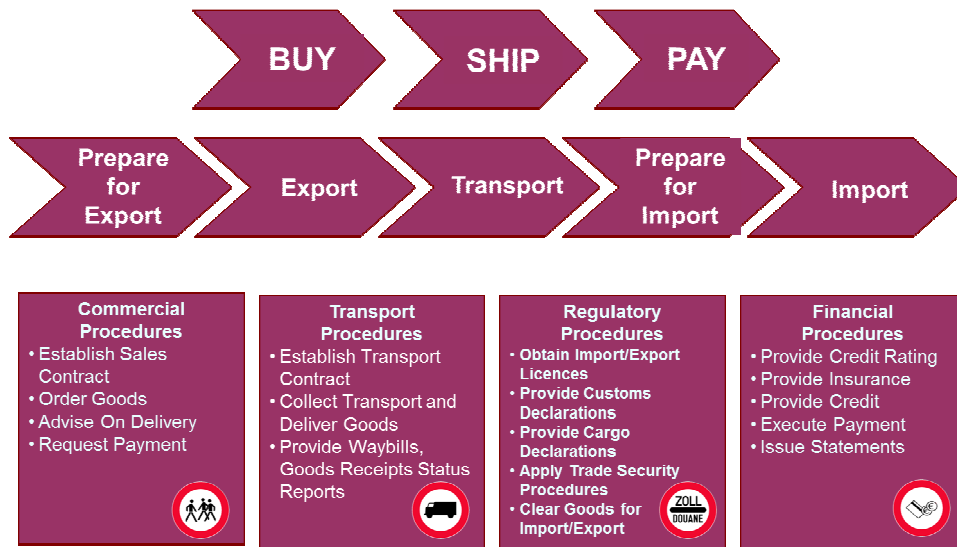 BUY
SHIP
PAY
Prepare
for
Export
Export
Transport
Prepare
for
Import
Import
Commercial
Procedures
• Establish Sales
Contract
• Order Goods
• Advise On Delivery
• Request Payment
Transport
Procedures
• Establish Transport
Contract
• Collect Transport and
Deliver Goods
• Provide Waybills,
Goods Receipts Status
Reports
Regulatory
Procedures
• Obtain Import/Export
Licences
• Provide Customs
Declarations
• Provide Cargo
Declarations
• Apply Trade Security
Procedures
• Clear Goods for
Import/Export
ZOLL
DOUANE
Financial
Procedures
• Provide Credit Rating
• Provide Insurance
• Provide Credit
• Execute Payment
• Issue Statements